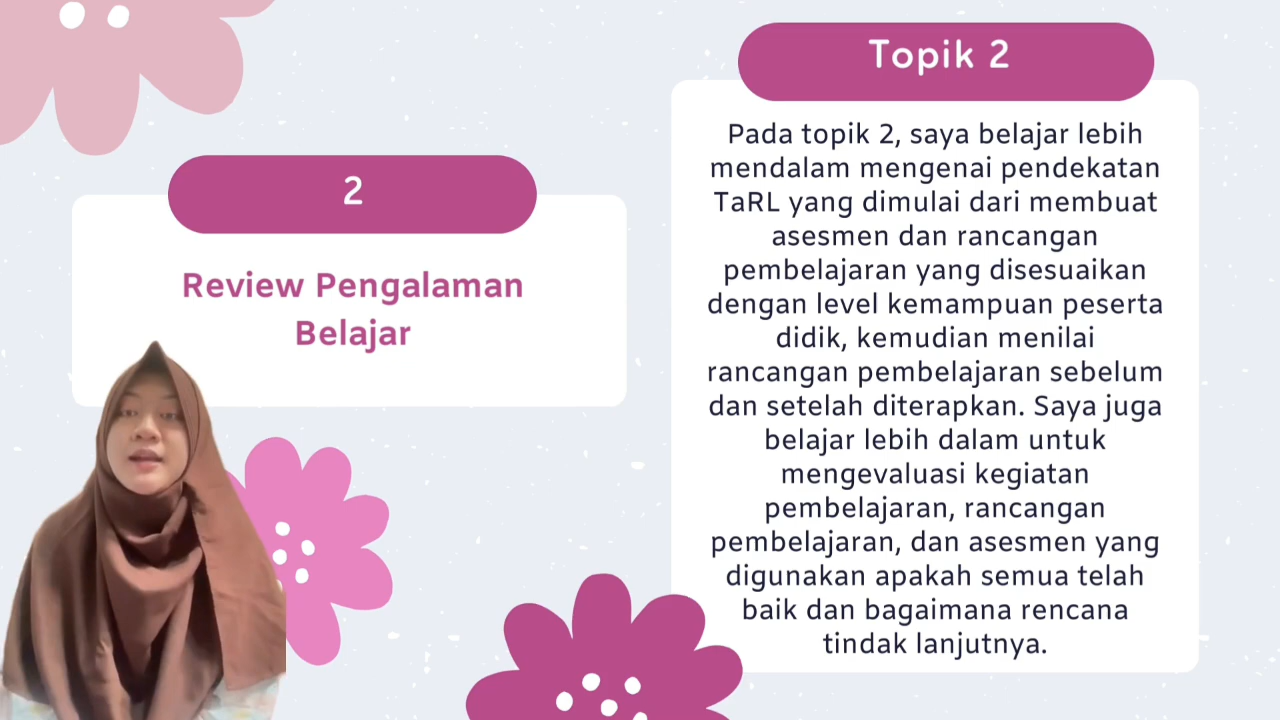 2
Review Pengalaman
Belajar
Topik 2
Pada topik 2, saya belajar lebih
mendalam mengenai pendekatan
TaRL yang dimulai dari membuat
asesmen dan rancangan
pembelajaran yang disesuaikan
dengan level kemampuan peserta
didik, kemudian menilai
rancangan pembelajaran sebelum
dan setelah diterapkan. Saya juga
belajar lebih dalam untuk
mengevaluasi kegiatan
pembelajaran, rancangan
pembelajaran, dan asesmen yang
digunakan apakah semua telah
baik dan bagaimana rencana
tindak lanjutnya.